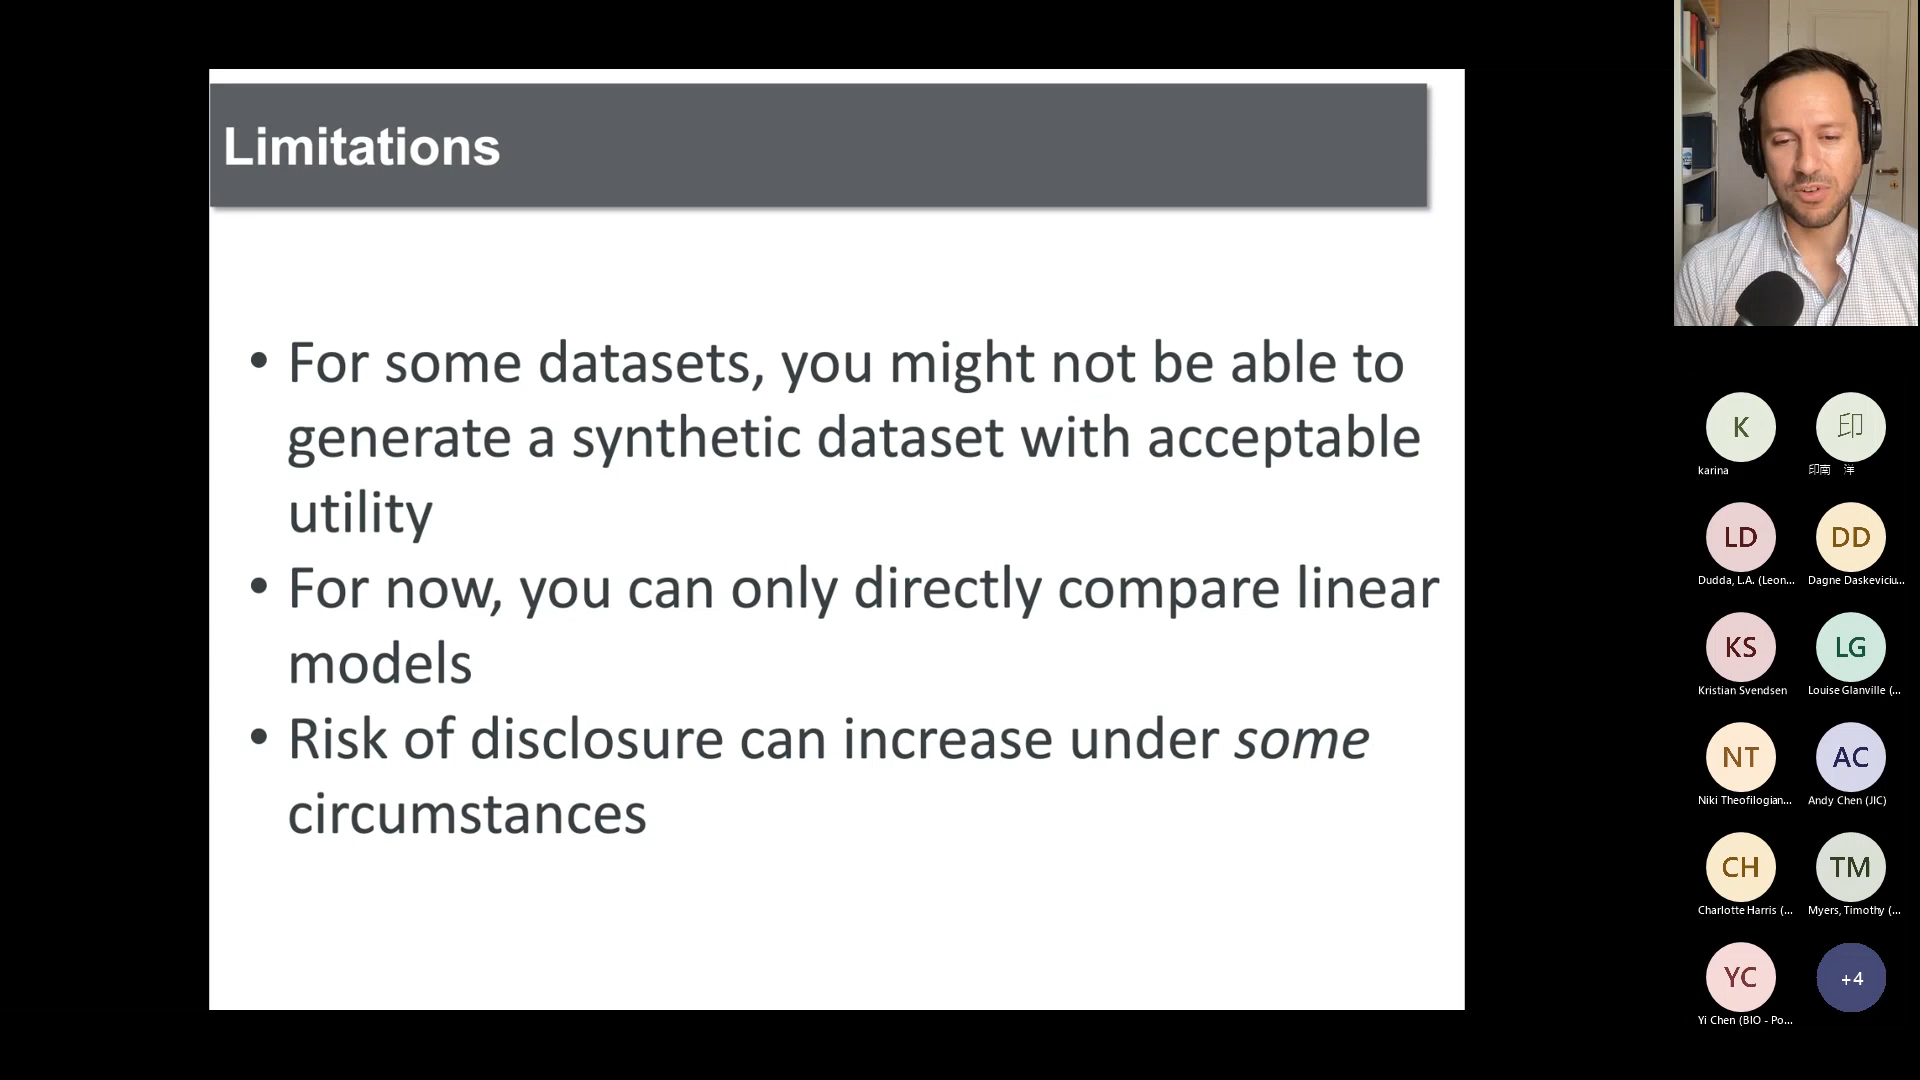 Limitations
• For some datasets, you might not be able to
generate a synthetic dataset with acceptable
utility
• For now, you can only directly compare linear
models
• Risk of disclosure can increase under some
circumstances
K
印
karina
印南 洋
LD
DD
Dudda, L.A. (Leon...
Dagne Daskeviciu...
KS
LG
Kristian Svendsen
Louise Glanville (...
NT
AC
Niki Theofilogian...
Andy Chen (JIC)
CH
TM
Charlotte Harris (...
Myers, Timothy (...
YC
+4
Yi Chen (BIO - Po...